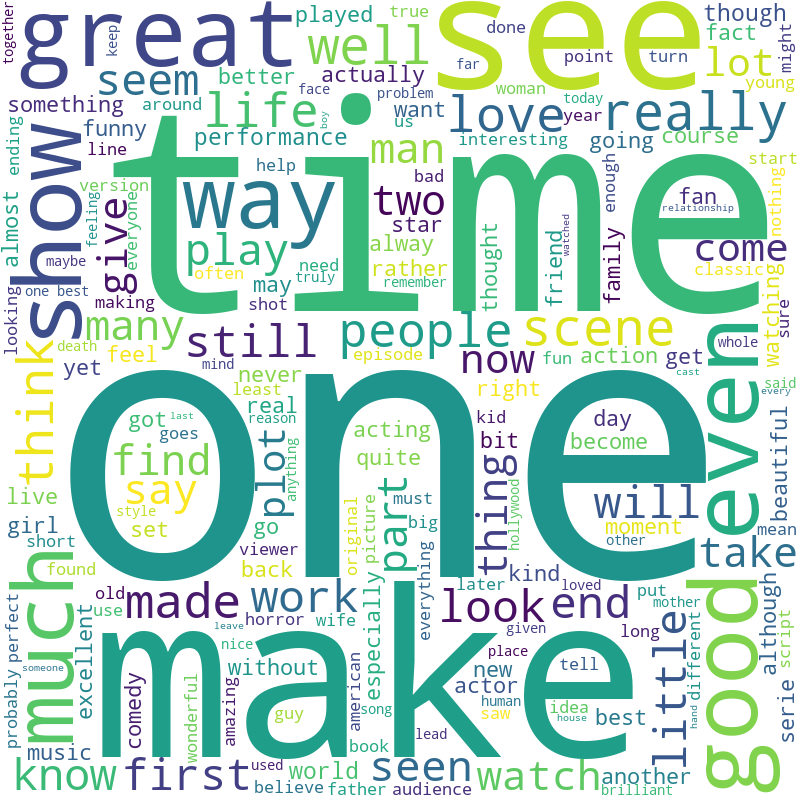 together
great
see
played
true
done
keep
well
actually
far
point
turn
though
fact
might
lot
young
seem
better
face
problem
woman
something
around
life
performance
boy
us
want
love
today
year
really
interesting
going
course
ending
funny
line
show
time
man
help
bad
two
star
enough
start
nothing
almost
version
feeling
everyone
give
way
play
alway
thought
friend
family
fan
relationship
watched
come
classic
maybe
often
need
truly
may
rather
remember
looking
one best
making
shot
many
still
people
scene
watching
sure
think
yet
death
feel
mind
never
episode
now
fun
action
get
whole
cast
said
every
least
real
reason
right
even
one
got
last
goes
find
say
style
set
plot
anything
acting
quite
kid
bit
day
become
beautiful
live
girl
short
go
viewer
back
original
picture
part
must
big
thing
hollywood
will
moment
other
mean
take
found
much
old
use
made
work
wife
especially
everything
later
kind
loved
put
mother
look
end
given
long
little
different
hand
good
although
script
serie
probably
perfect
someone
excellent
leave
nice
horror
without
make
place
new
tell
actor
human
saw
idea
house
best
music
comedy
wonderful
amazing
guy
american
song
book
lead
know
first
used
world
believe
father
audience
seen
watch
another
brilliant